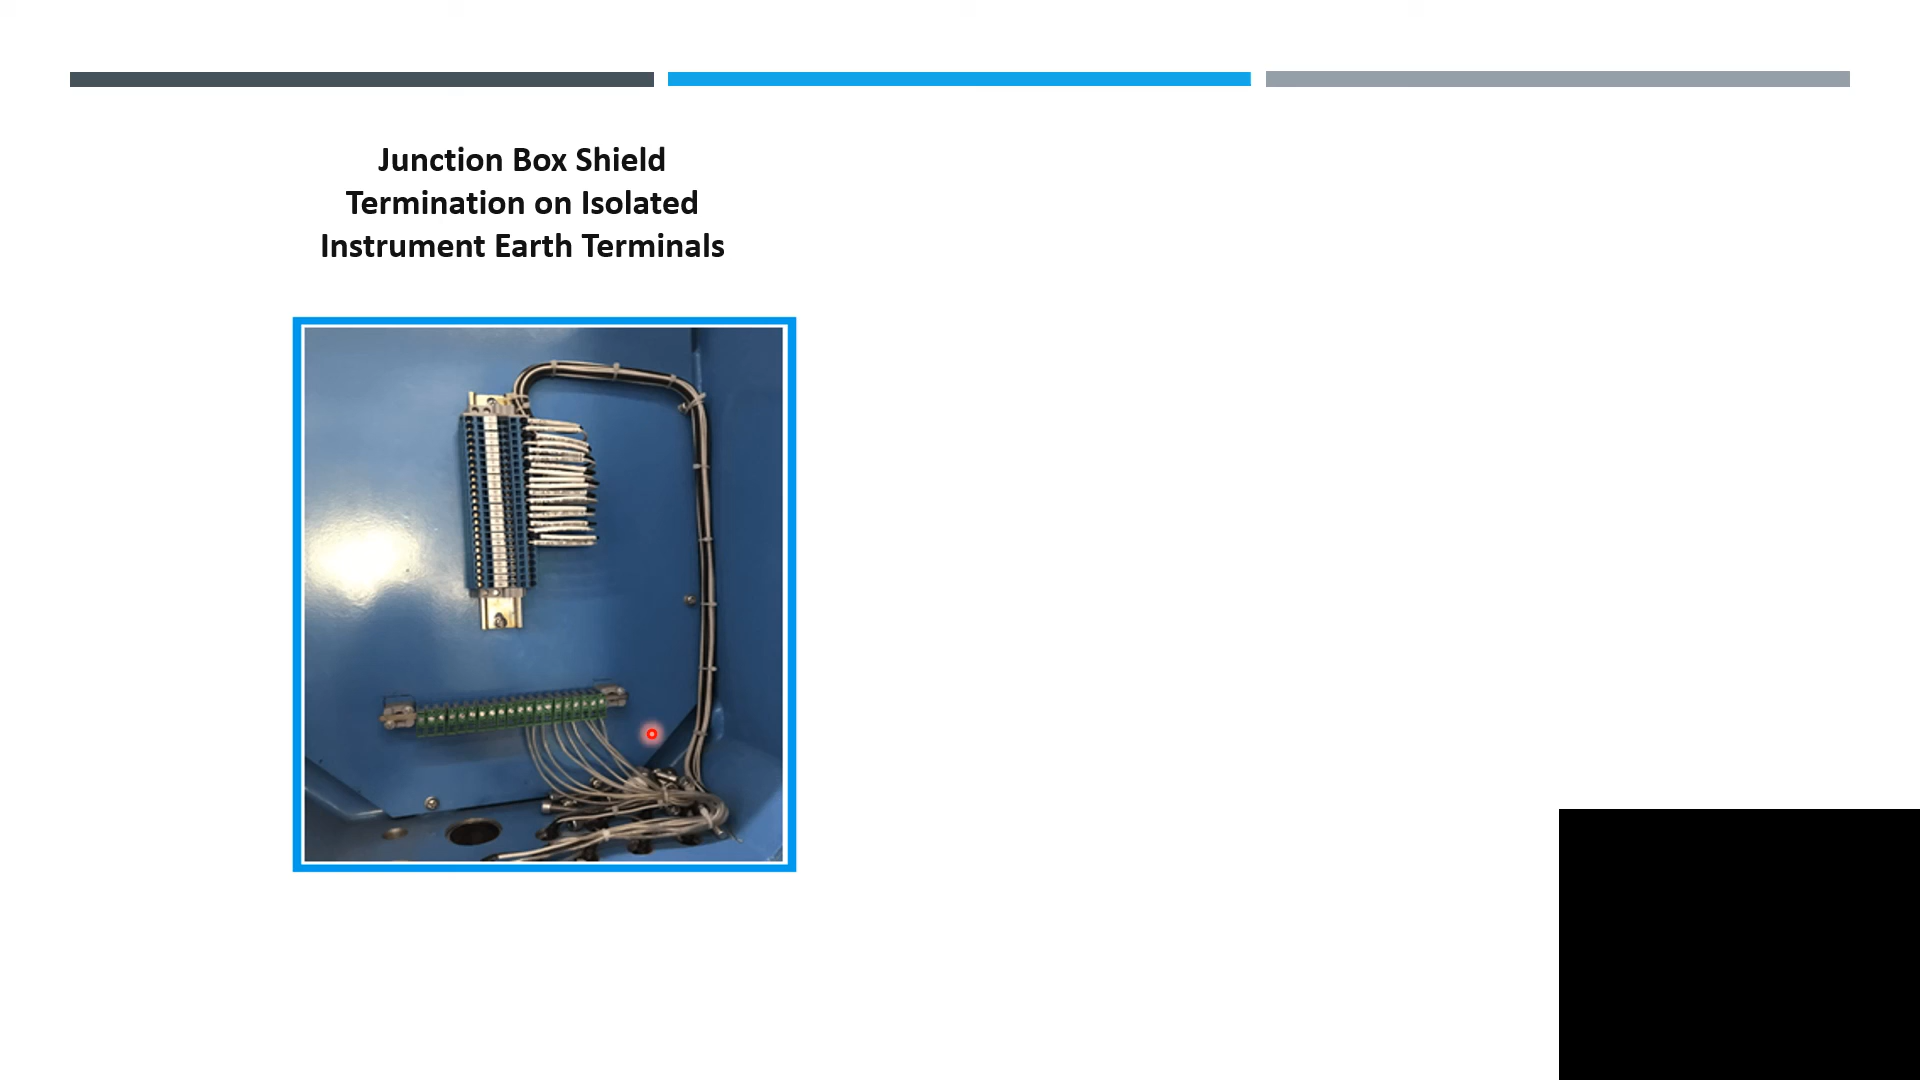 Junction Box Shield
Termination on Isolated
Instrument Earth Terminals